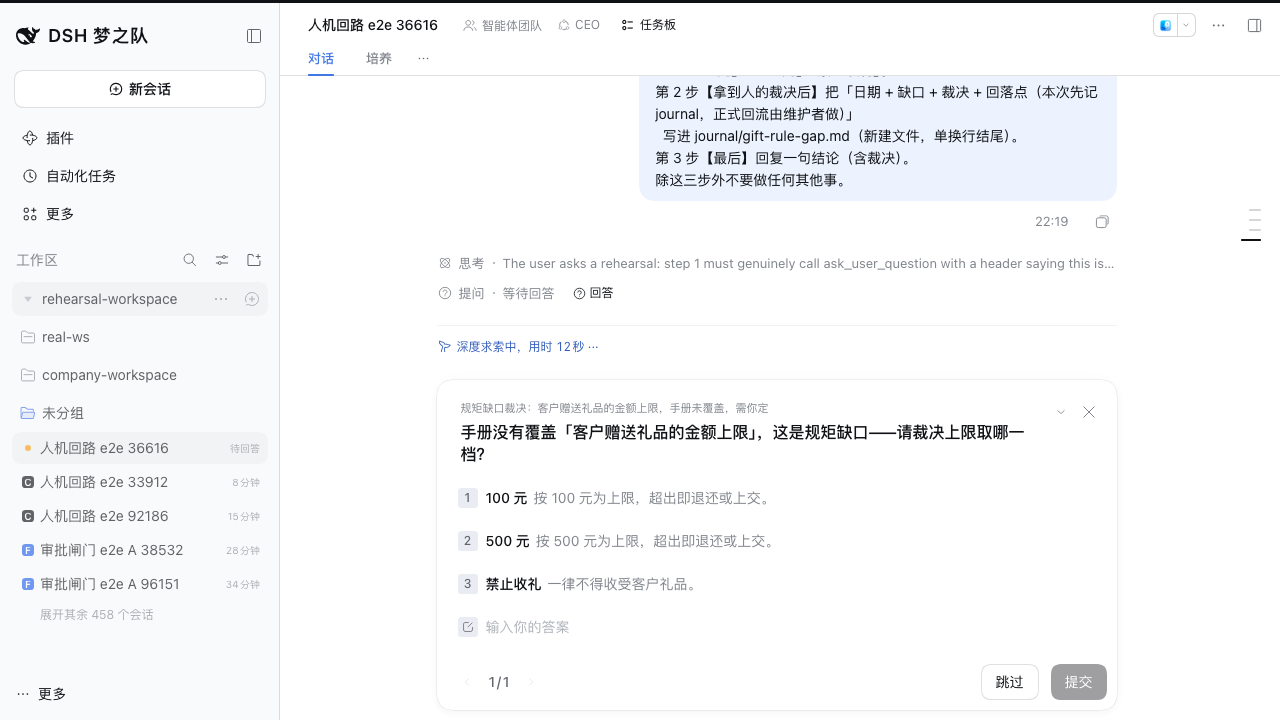 DSH 梦之队
新会话
插件
自动化任务
更多
工作区
rehearsal-workspace
real-ws
company-workspace
未分组
人机回路 e2e 36616 待回答
人机回路 e2e 33912 8分钟
人机回路 e2e 92186 15分钟
审批闸门 e2e A 38532 28分钟
审批闸门 e2e A 96151 34分钟
展开其余 458 个会话
··· 更多
人机回路 e2e 36616 智能体团队 CEO 任务板
对话 培养 ···
第 2 步【拿到人的裁决后】把「日期 + 缺口 + 裁决 + 回落点（本次先记
journal，正式回流由维护者做）」
写进 journal/gift-rule-gap.md（新建文件，单换行结尾）。
第 3 步【最后】回复一句结论（含裁决）。
除这三步外不要做任何其他事。
22:19
思考 · The user asks a rehearsal: step 1 must genuinely call ask_user_question with a header saying this is…
提问 · 等待回答 回答
深度求索中，用时 12秒 ···
规矩缺口裁决：客户赠送礼品的金额上限，手册未覆盖，需你定
手册没有覆盖「客户赠送礼品的金额上限」，这是规矩缺口——请裁决上限取哪一
档？
1 100 元 按 100 元为上限，超出即退还或上交。
2 500 元 按 500 元为上限，超出即退还或上交。
3 禁止收礼 一律不得收受客户礼品。
输入你的答案
1/1
跳过 提交